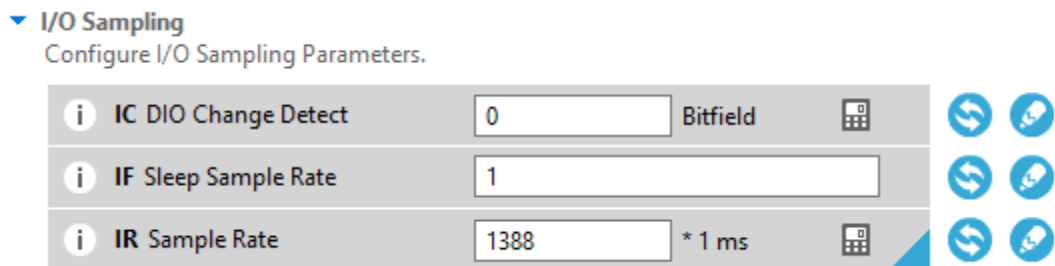 I/O Sampling
Configure I/O Sampling Parameters.
i IC DIO Change Detect 0 Bitfield
i IF Sleep Sample Rate 1
i IR Sample Rate 1388 * 1 ms